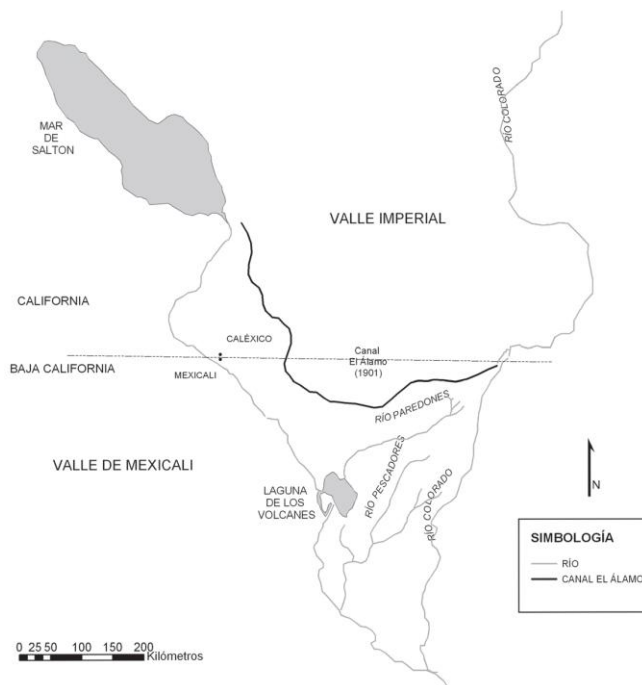 RÍO COLORADO
MAR
DE
SALTON
VALLE IMPERIAL
CALIFORNIA
CALÉXICO
Canal
El Álamo
(1901)
BAJA CALIFORNIA
MEXICALI
RÍO PAREDONES
VALLE DE MEXICALI
RÍO PESCADORES
LAGUNA
DE LOS
VOLCANES
RÍO COLORADO
N
SIMBOLOGÍA
RÍO
CANAL EL ÁLAMO
0 25 50 100 150 200
Kilómetros